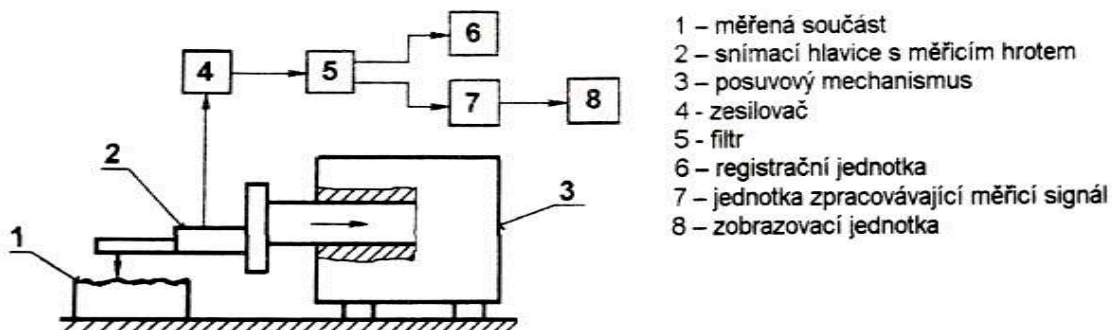 6
4
5
7
8
2
3
1
1 – měřená součást
2 – snímací hlavice s měřicím hrotem
3 – posuvový mechanismus
4 - zesilovač
5 - filtr
6 – registrační jednotka
7 – jednotka zpracovávající měřicí signál
8 – zobrazovací jednotka